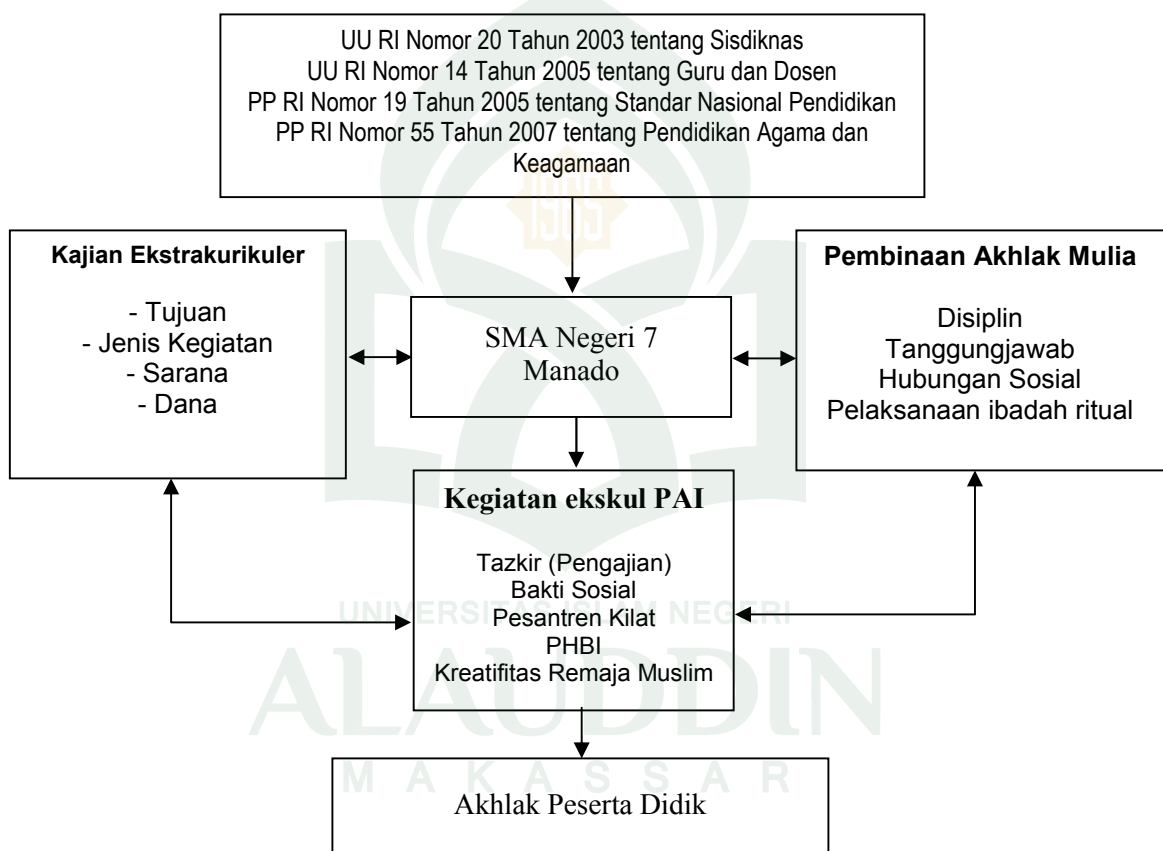 UU RI Nomor 20 Tahun 2003 tentang Sisdiknas
UU RI Nomor 14 Tahun 2005 tentang Guru dan Dosen
PP RI Nomor 19 Tahun 2005 tentang Standar Nasional Pendidikan
PP RI Nomor 55 Tahun 2007 tentang Pendidikan Agama dan
Keagamaan
1965
Kajian Ekstrakurikuler
- Tujuan
- Jenis Kegiatan
- Sarana
- Dana
SMA Negeri 7
Manado
Pembinaan Akhlak Mulia
Disiplin
Tanggungjawab
Hubungan Sosial
Pelaksanaan ibadah ritual
Kegiatan ekskul PAI
Tazkir (Pengajian)
Bakti Sosial
Pesantren Kilat
PHBI
Kreatifitas Remaja Muslim
UNIVERSITAS ISLAM NEGERI
ALAUDDIN
MAKASSAR
Akhlak Peserta Didik